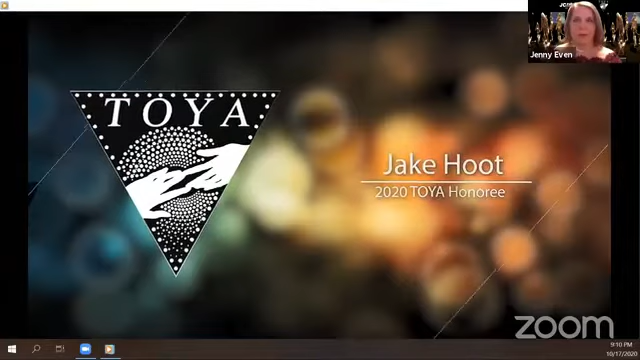 Jenny Even
TOYA
Jake Hoot
2020 TOYA Honoree
zoom
9:10 PM
10/17/2020